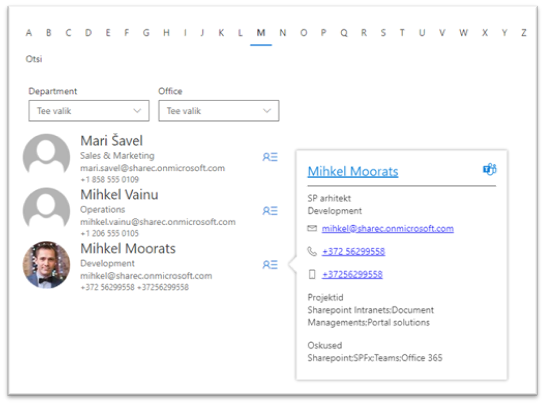 A B C D E F G H I J K L M N O P Q R S T U V W X Y Z
Otsi
Department Office
Tee valik Tee valik
Mari Šavel
Sales & Marketing
mari.savel@sharec.onmicrosoft.com
+1 858 555 0109
Mihkel Vainu
Operations
mihkel.vainu@sharec.onmicrosoft.com
+1 206 555 0105
Mihkel Moorats
Development
mihkel@sharec.onmicrosoft.com
+372 56299558 +37256299558
Mihkel Moorats
SP arhitekt
Development
mihkel@sharec.onmicrosoft.com
+372 56299558
+37256299558
Projektid
Sharepoint Intranets;Document
Managements;Portal solutions
Oskused
Sharepoint;SPFx;Teams;Office 365